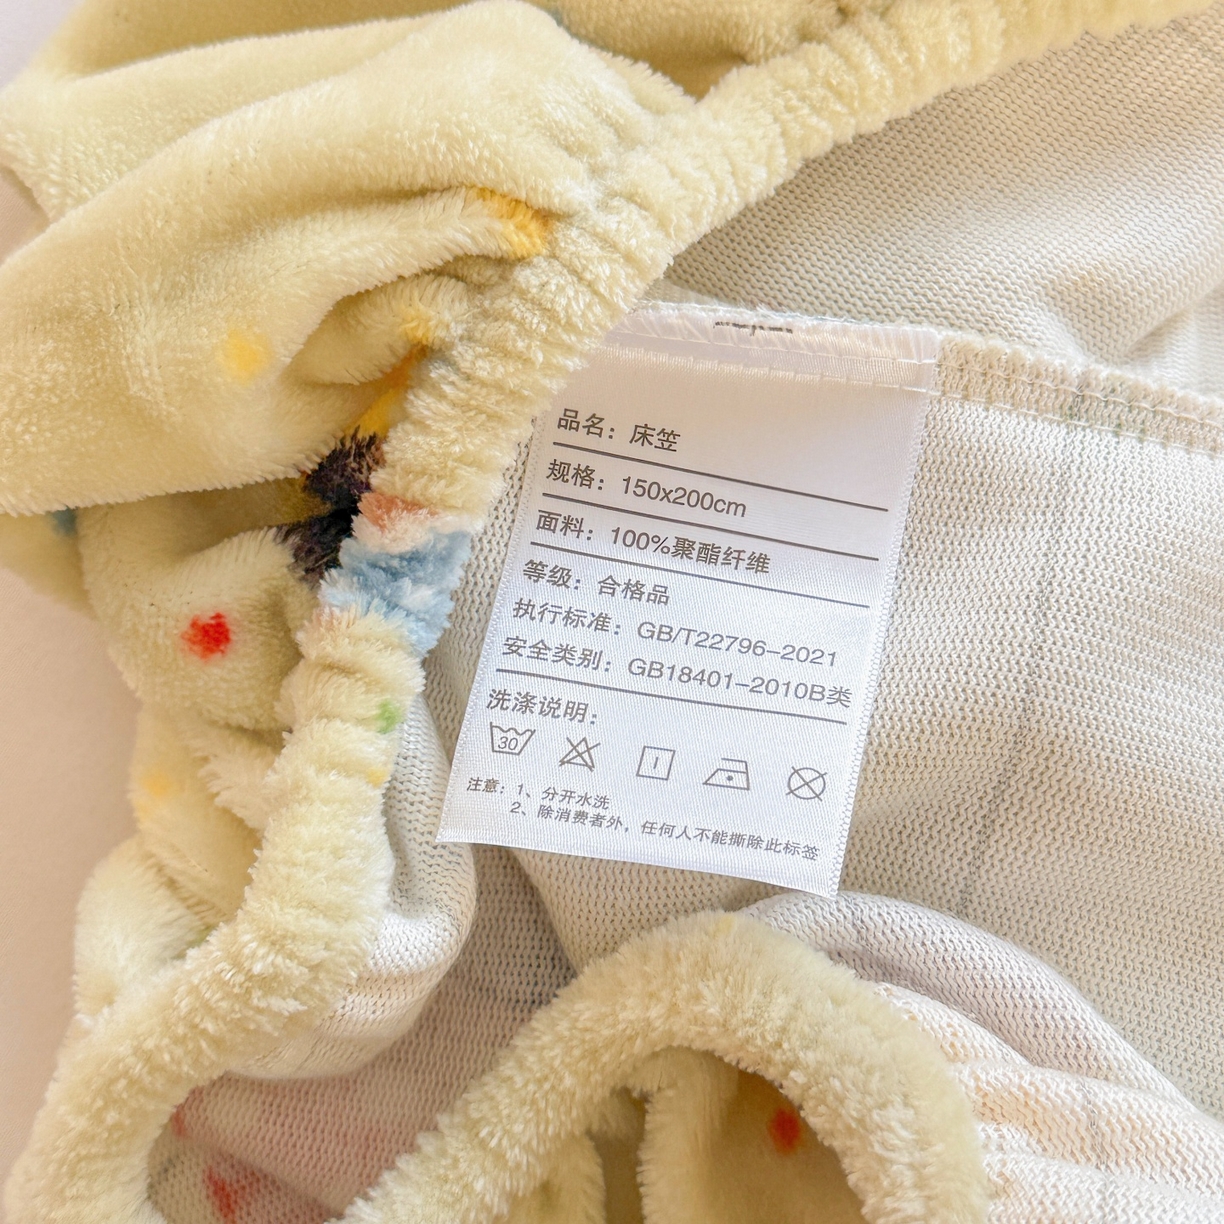 品名：床笠
规格：150x200cm
面料：100%聚酯纤维
等级：合格品
执行标准：GB/T22796–2021
安全类别：GB18401–2010B类
洗涤说明：
30
注意：1、分开水洗
2、除消费者外，任何人不能撕除此标签